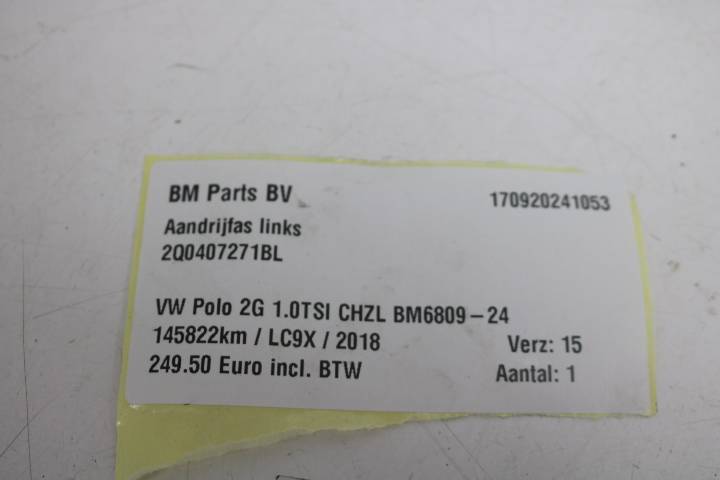 BM Parts BV 170920241053
Aandrijfas links
2Q0407271BL
VW Polo 2G 1.0TSI CHZL BM6809-24
145822km / LC9X / 2018 Verz: 15
249.50 Euro incl. BTW Aantal: 1